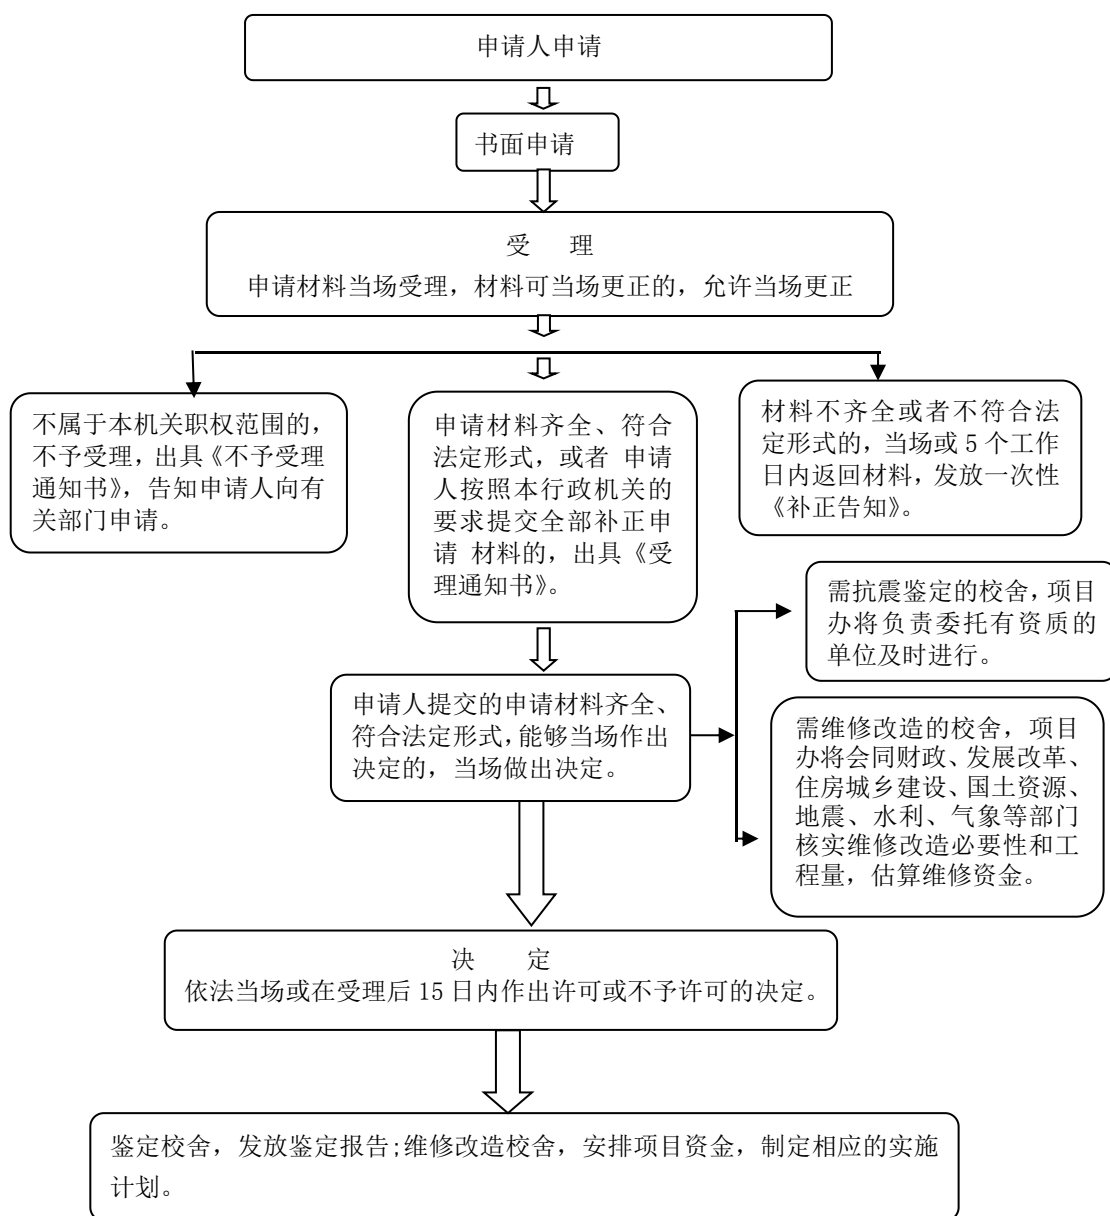 申请人申请
书面申请
受 理
申请材料当场受理，材料可当场更正的，允许当场更正
不属于本机关职权范围的，
不予受理，出具《不予受理
通知书》，告知申请人向有
关部门申请。
申请材料齐全、符合
法定形式，或者 申请
人按照本行政机关的
要求提交全部补正申
请 材料的，出具《受
理通知书》。
材料不齐全或者不符合法
定形式的，当场或 5 个工作
日内返回材料，发放一次性
《补正告知》。
需抗震鉴定的校舍，项目
办将负责委托有资质的
单位及时进行。
申请人提交的申请材料齐全、
符合法定形式，能够当场作出
决定的，当场做出决定。
需维修改造的校舍，项目
办将会同财政、发展改革、
住房城乡建设、国土资源、
地震、水利、气象等部门
核实维修改造必要性和工
程量，估算维修资金。
决 定
依法当场或在受理后 15 日内作出许可或不予许可的决定。
鉴定校舍，发放鉴定报告;维修改造校舍，安排项目资金，制定相应的实施
计划。